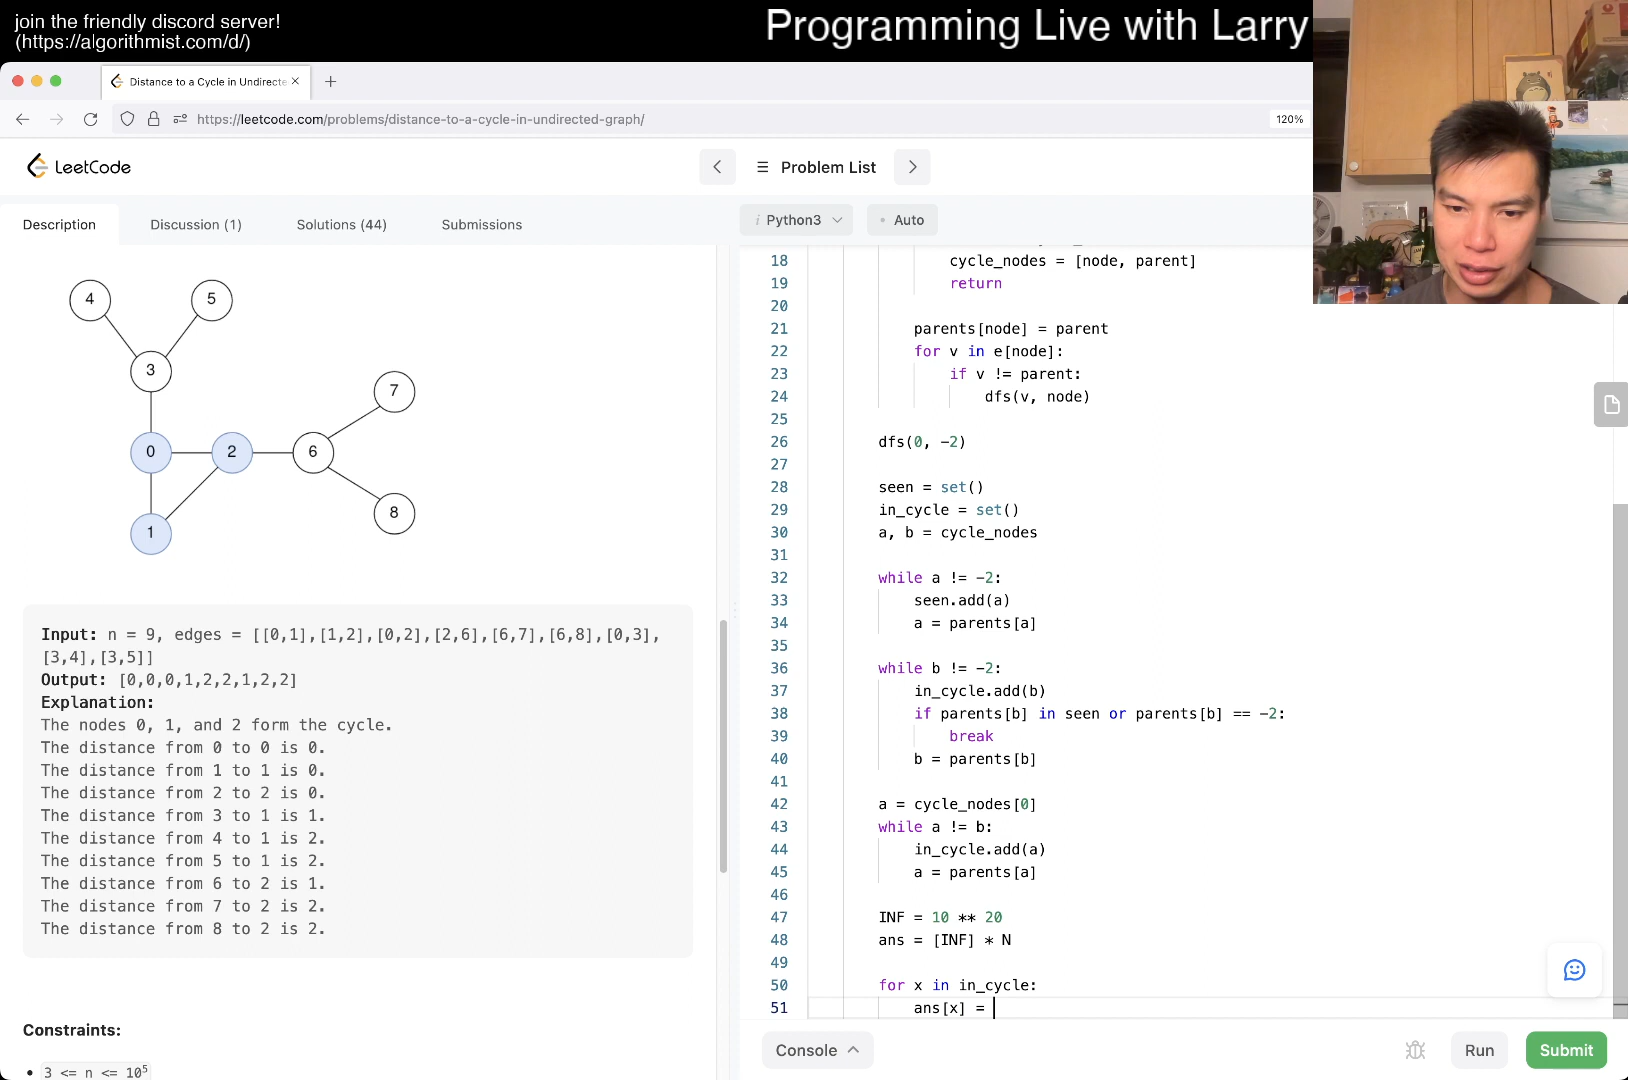 join the friendly discord server!
(https://algorithmist.com/d/)
Programming Live with Larry
Distance to a Cycle in Undirecte
https://leetcode.com/problems/distance-to-a-cycle-in-undirected-graph/
120%
LeetCode
Problem List
Description
Discussion (1)
Solutions (44)
Submissions
i Python3
Auto
4
5
3
7
0
2
6
8
1
Input: n = 9, edges = [[0,1],[1,2],[0,2],[2,6],[6,7],[6,8],[0,3],
[3,4],[3,5]]
Output: [0,0,0,1,2,2,1,2,2]
Explanation:
The nodes 0, 1, and 2 form the cycle.
The distance from 0 to 0 is 0.
The distance from 1 to 1 is 0.
The distance from 2 to 2 is 0.
The distance from 3 to 1 is 1.
The distance from 4 to 1 is 2.
The distance from 5 to 1 is 2.
The distance from 6 to 2 is 1.
The distance from 7 to 2 is 2.
The distance from 8 to 2 is 2.
Constraints:
• 3 <= n <= 10⁵
18 cycle_nodes = [node, parent]
19 return
20
21 parents[node] = parent
22 for v in e[node]:
23 if v != parent:
24 dfs(v, node)
25
26 dfs(0, -2)
27
28 seen = set()
29 in_cycle = set()
30 a, b = cycle_nodes
31
32 while a != -2:
33 seen.add(a)
34 a = parents[a]
35
36 while b != -2:
37 in_cycle.add(b)
38 if parents[b] in seen or parents[b] == -2:
39 break
40 b = parents[b]
41
42 a = cycle_nodes[0]
43 while a != b:
44 in_cycle.add(a)
45 a = parents[a]
46
47 INF = 10 ** 20
48 ans = [INF] * N
49
50 for x in in_cycle:
51 ans[x] =
Console
Run
Submit